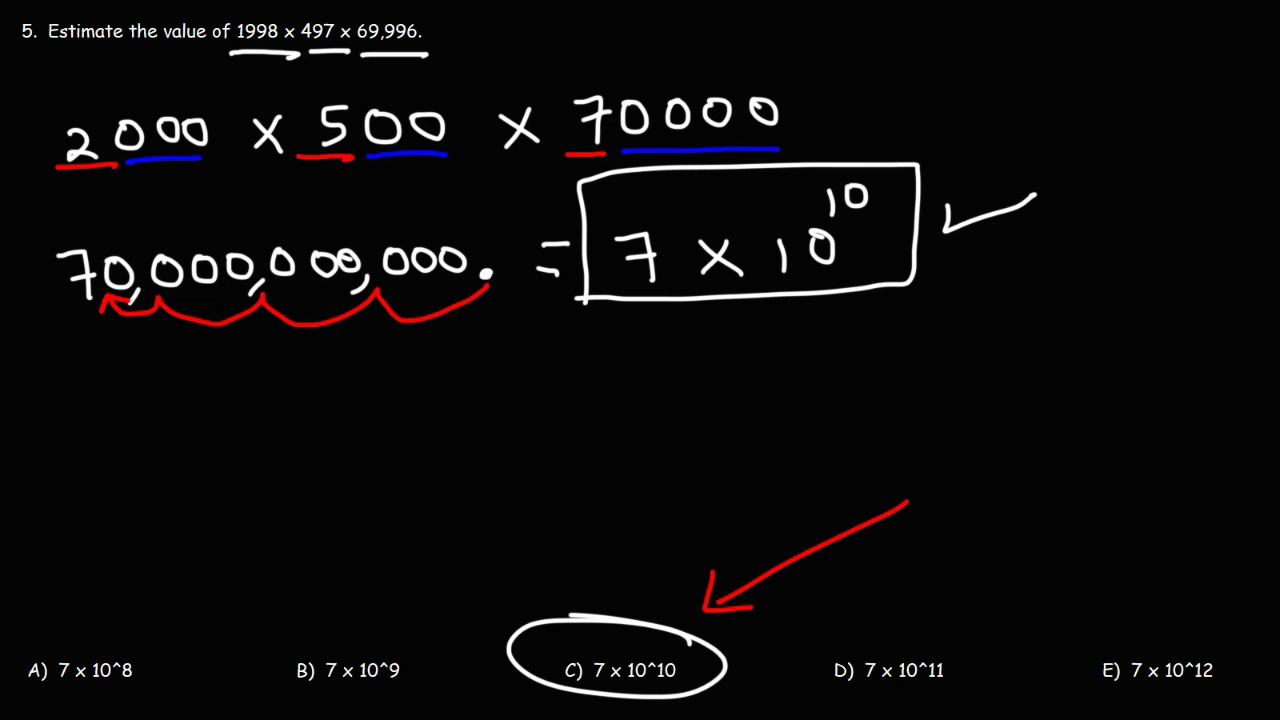 5. Estimate the value of 1998 x 497 x 69,996.
2000 x 500 x 70000
70,000,000,000. = 7 x 10^10
A) 7 x 10^8 B) 7 x 10^9 C) 7 x 10^10 D) 7 x 10^11 E) 7 x 10^12